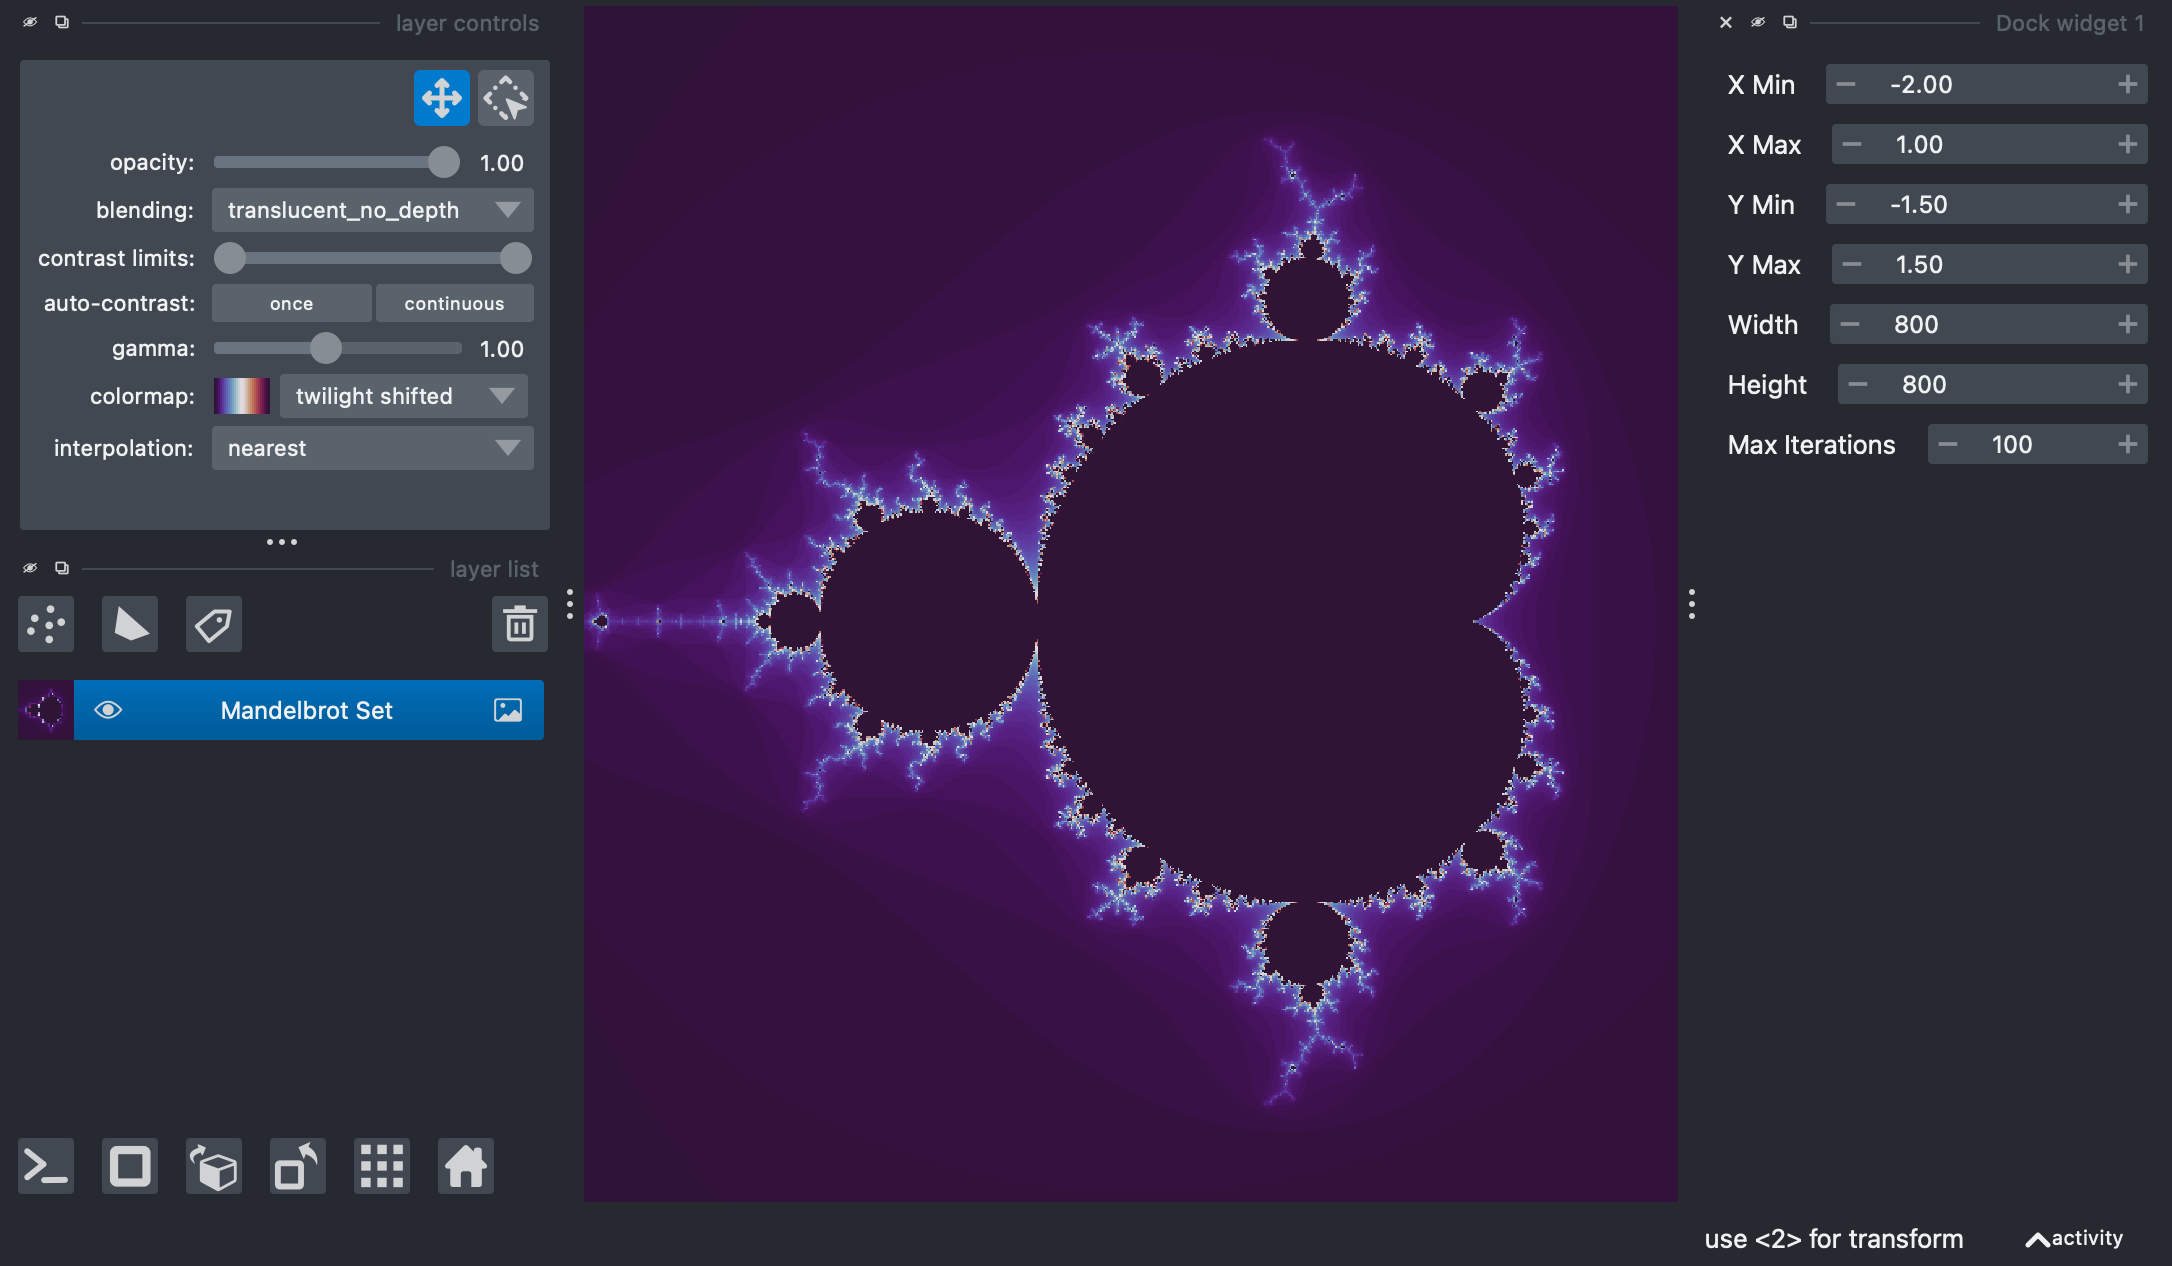 layer controls
opacity: 1.00
blending: translucent_no_depth
contrast limits:
auto-contrast: once continuous
gamma: 1.00
colormap: twilight shifted
interpolation: nearest
layer list
Mandelbrot Set
Dock widget 1
X Min -2.00
X Max 1.00
Y Min -1.50
Y Max 1.50
Width 800
Height 800
Max Iterations 100
use <2> for transform activity